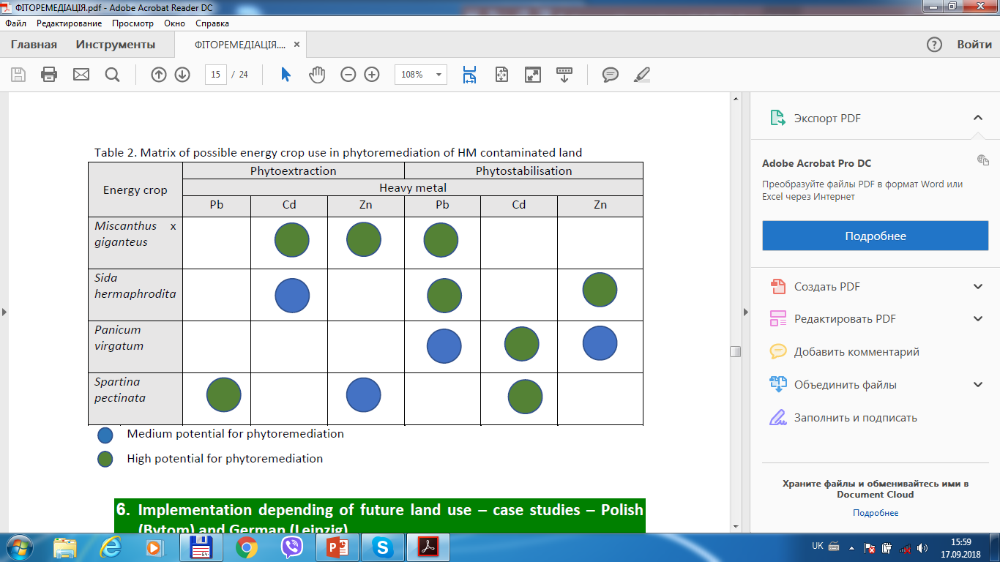 ФІТОРЕМЕДІАЦІЯ.pdf - Adobe Acrobat Reader DC
Файл Редактирование Просмотр Окно Справка
Главная Инструменты ФІТОРЕМЕДІАЦІЯ.... × Войти
15 / 24 108%
Table 2. Matrix of possible energy crop use in phytoremediation of HM contaminated land
Energy crop Phytoextraction Phytostabilisation
Heavy metal
Pb Cd Zn Pb Cd Zn
Miscanthus x
giganteus
Sida
hermaphrodita
Panicum
virgatum
Spartina
pectinata
Medium potential for phytoremediation
High potential for phytoremediation
6. Implementation depending of future land use – case studies – Polish
(Bytom) and German (Leipzig)
Экспорт PDF
Adobe Acrobat Pro DC
Преобразуйте файлы PDF в формат Word или
Excel через Интернет
Подробнее
Создать PDF
Редактировать PDF
Добавить комментарий
Объединить файлы
Заполнить и подписать
Храните файлы и обменивайтесь ими в
Document Cloud
Подробнее
64
UK 15:59
17.09.2018